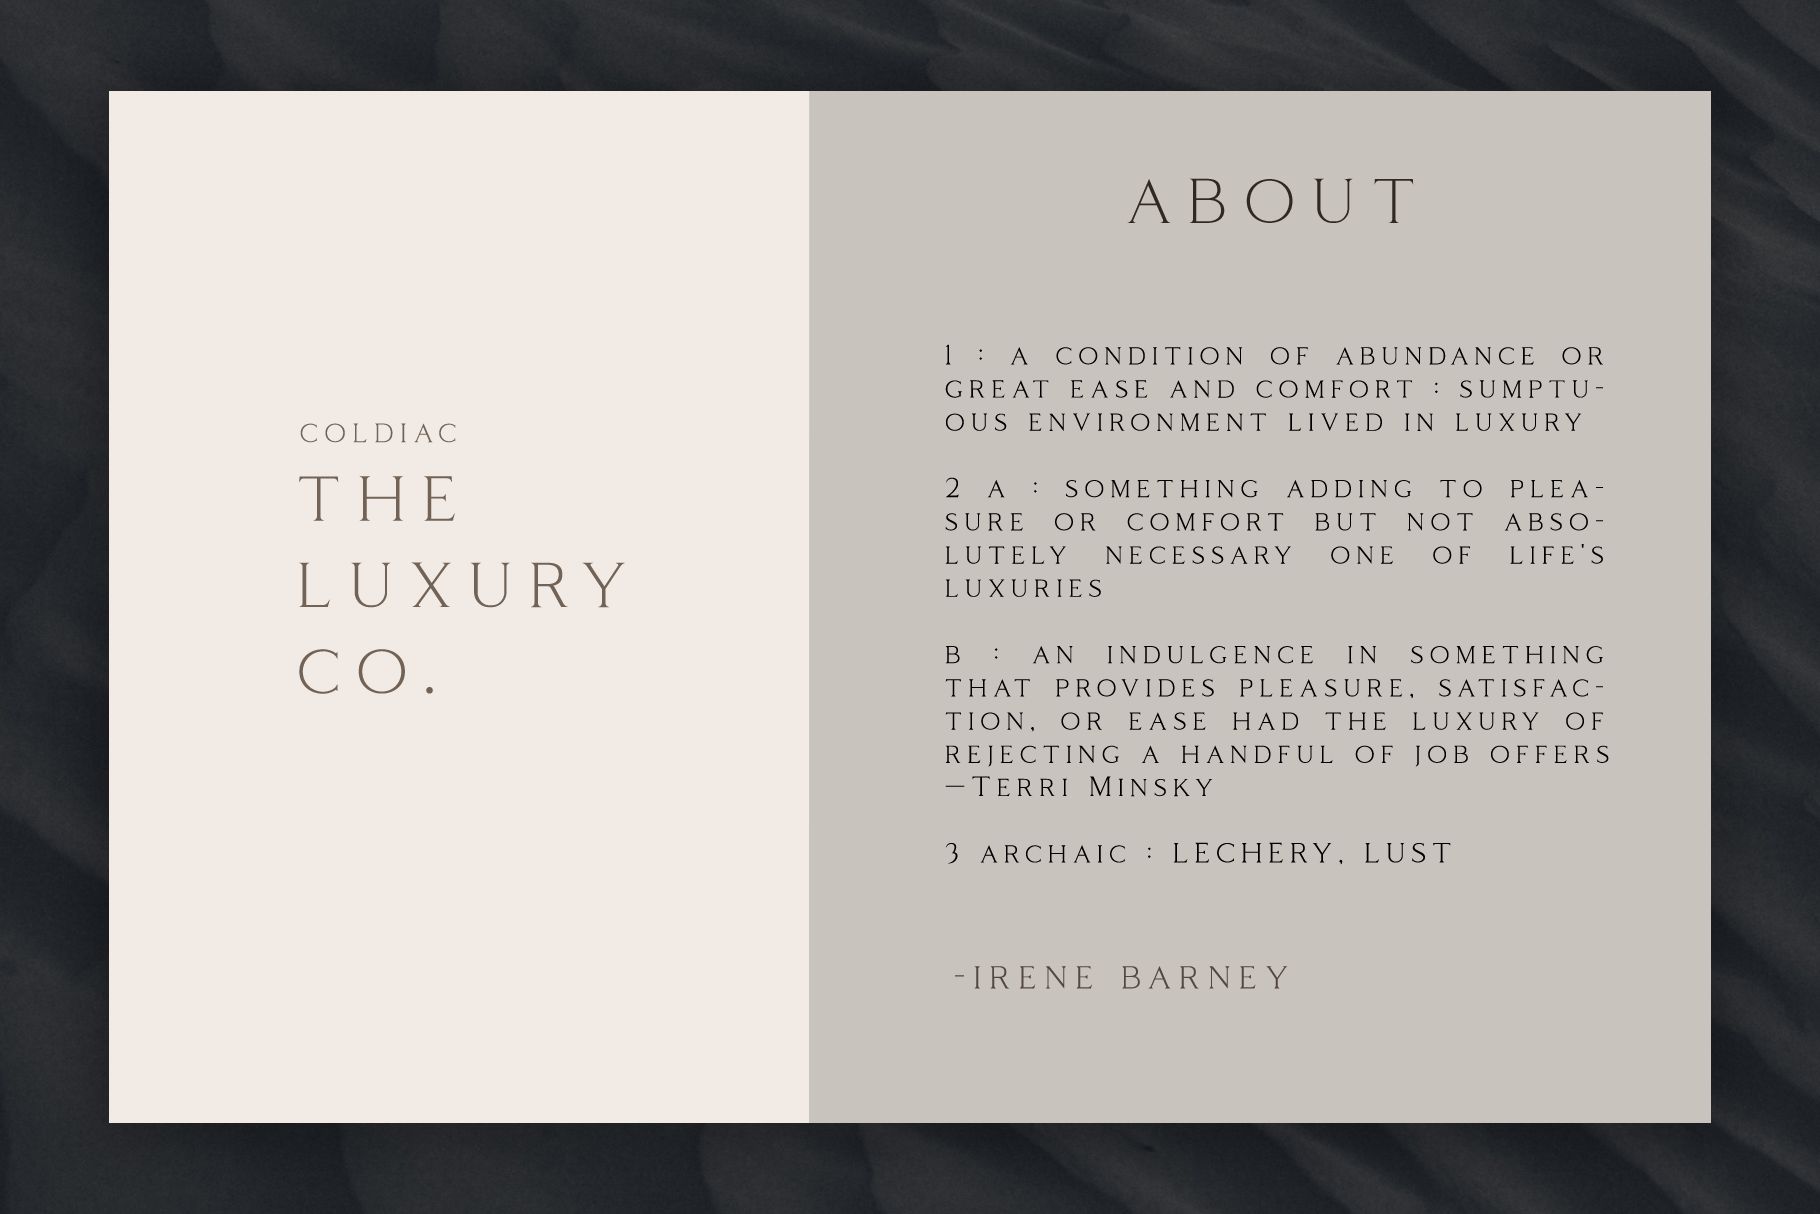 COLDIAC
THE
LUXURY
CO.
ABOUT
1 : A CONDITION OF ABUNDANCE OR
GREAT EASE AND COMFORT : SUMPTU-
OUS ENVIRONMENT LIVED IN LUXURY
2 A : SOMETHING ADDING TO PLEA-
SURE OR COMFORT BUT NOT ABSO-
LUTELY NECESSARY ONE OF LIFE'S
LUXURIES
B : AN INDULGENCE IN SOMETHING
THAT PROVIDES PLEASURE, SATISFAC-
TION, OR EASE HAD THE LUXURY OF
REJECTING A HANDFUL OF JOB OFFERS
—TERRI MINSKY
3 ARCHAIC : LECHERY, LUST
-IRENE BARNEY